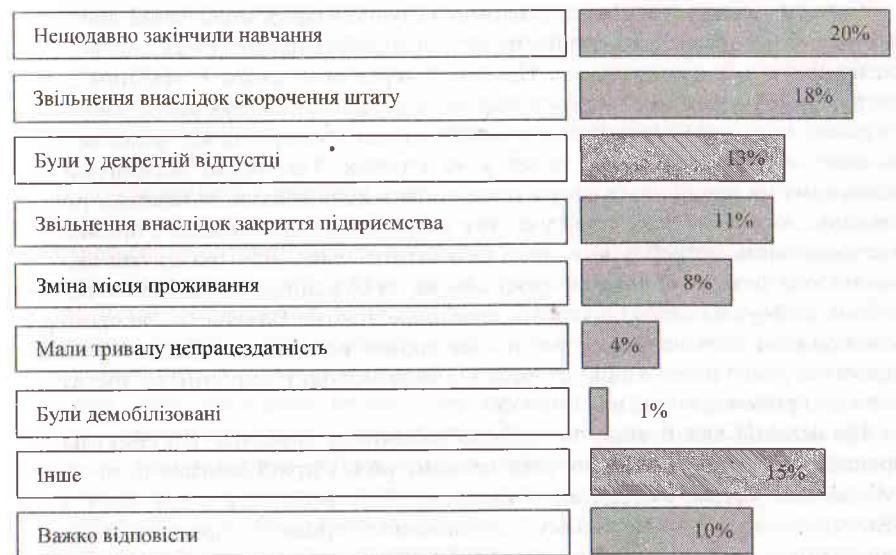 Нещодавно закінчили навчання 20%
Звільнення внаслідок скорочення штату 18%
Були у декретній відпустці 13%
Звільнення внаслідок закриття підприємства 11%
Зміна місця проживання 8%
Мали тривалу непрацездатність 4%
Були демобілізовані 1%
Інше 15%
Важко відповісти 10%